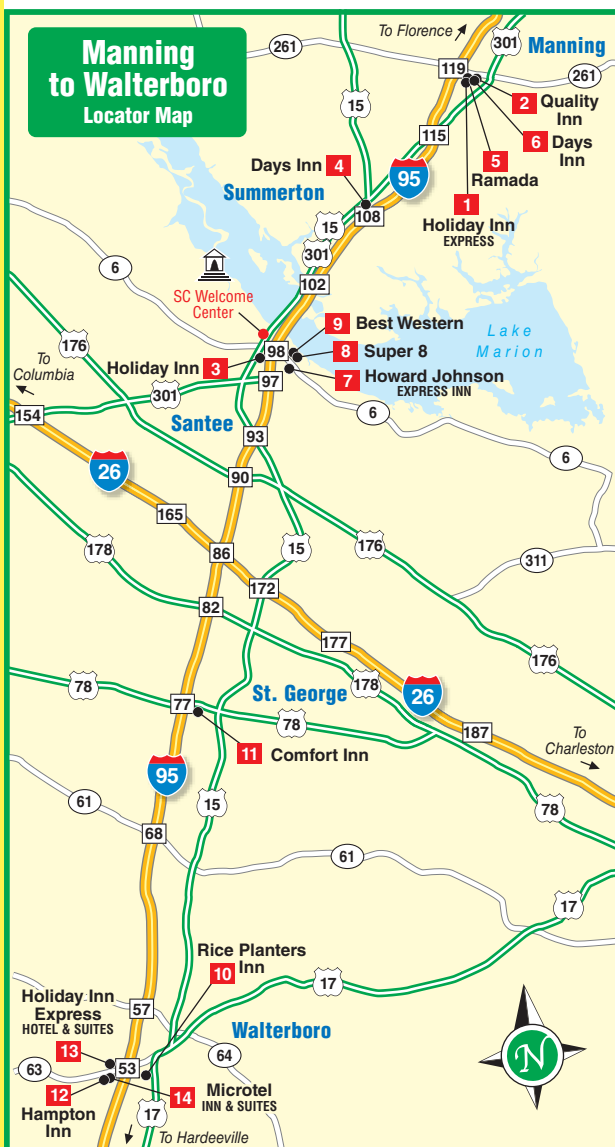 Manning
to Walterboro
Locator Map
To Florence
261
301
Manning
119
261
15
2 Quality
Inn
6 Days
Inn
115
5
Ramada
Days Inn 4
95
1
Holiday Inn
EXPRESS
Summerton
108
15
301
6
102
SC Welcome
Center
9 Best Western
Lake
Marion
176
98
8 Super 8
Holiday Inn 3
7 Howard Johnson
EXPRESS INN
To
Columbia
97
301
6
154
Santee
93
6
26
90
165
15
176
178
86
311
172
82
177
176
78
St. George
178
26
77
78
187
To
Charleston
11 Comfort Inn
95
61
15
78
68
61
17
Rice Planters
Inn
10
17
Holiday Inn
Express
HOTEL & SUITES
57
Walterboro
13
64
63
53
N
12
Hampton
Inn
14 Microtel
INN & SUITES
17
To Hardeeville